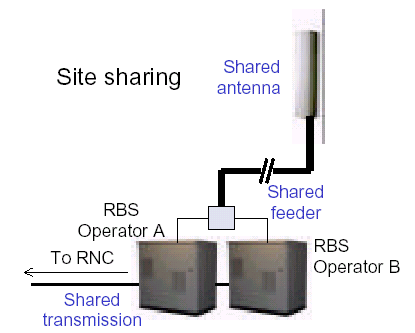 Site sharing
Shared
antenna
Shared
feeder
RBS
Operator A
RBS
Operator B
To RNC
Shared
transmission